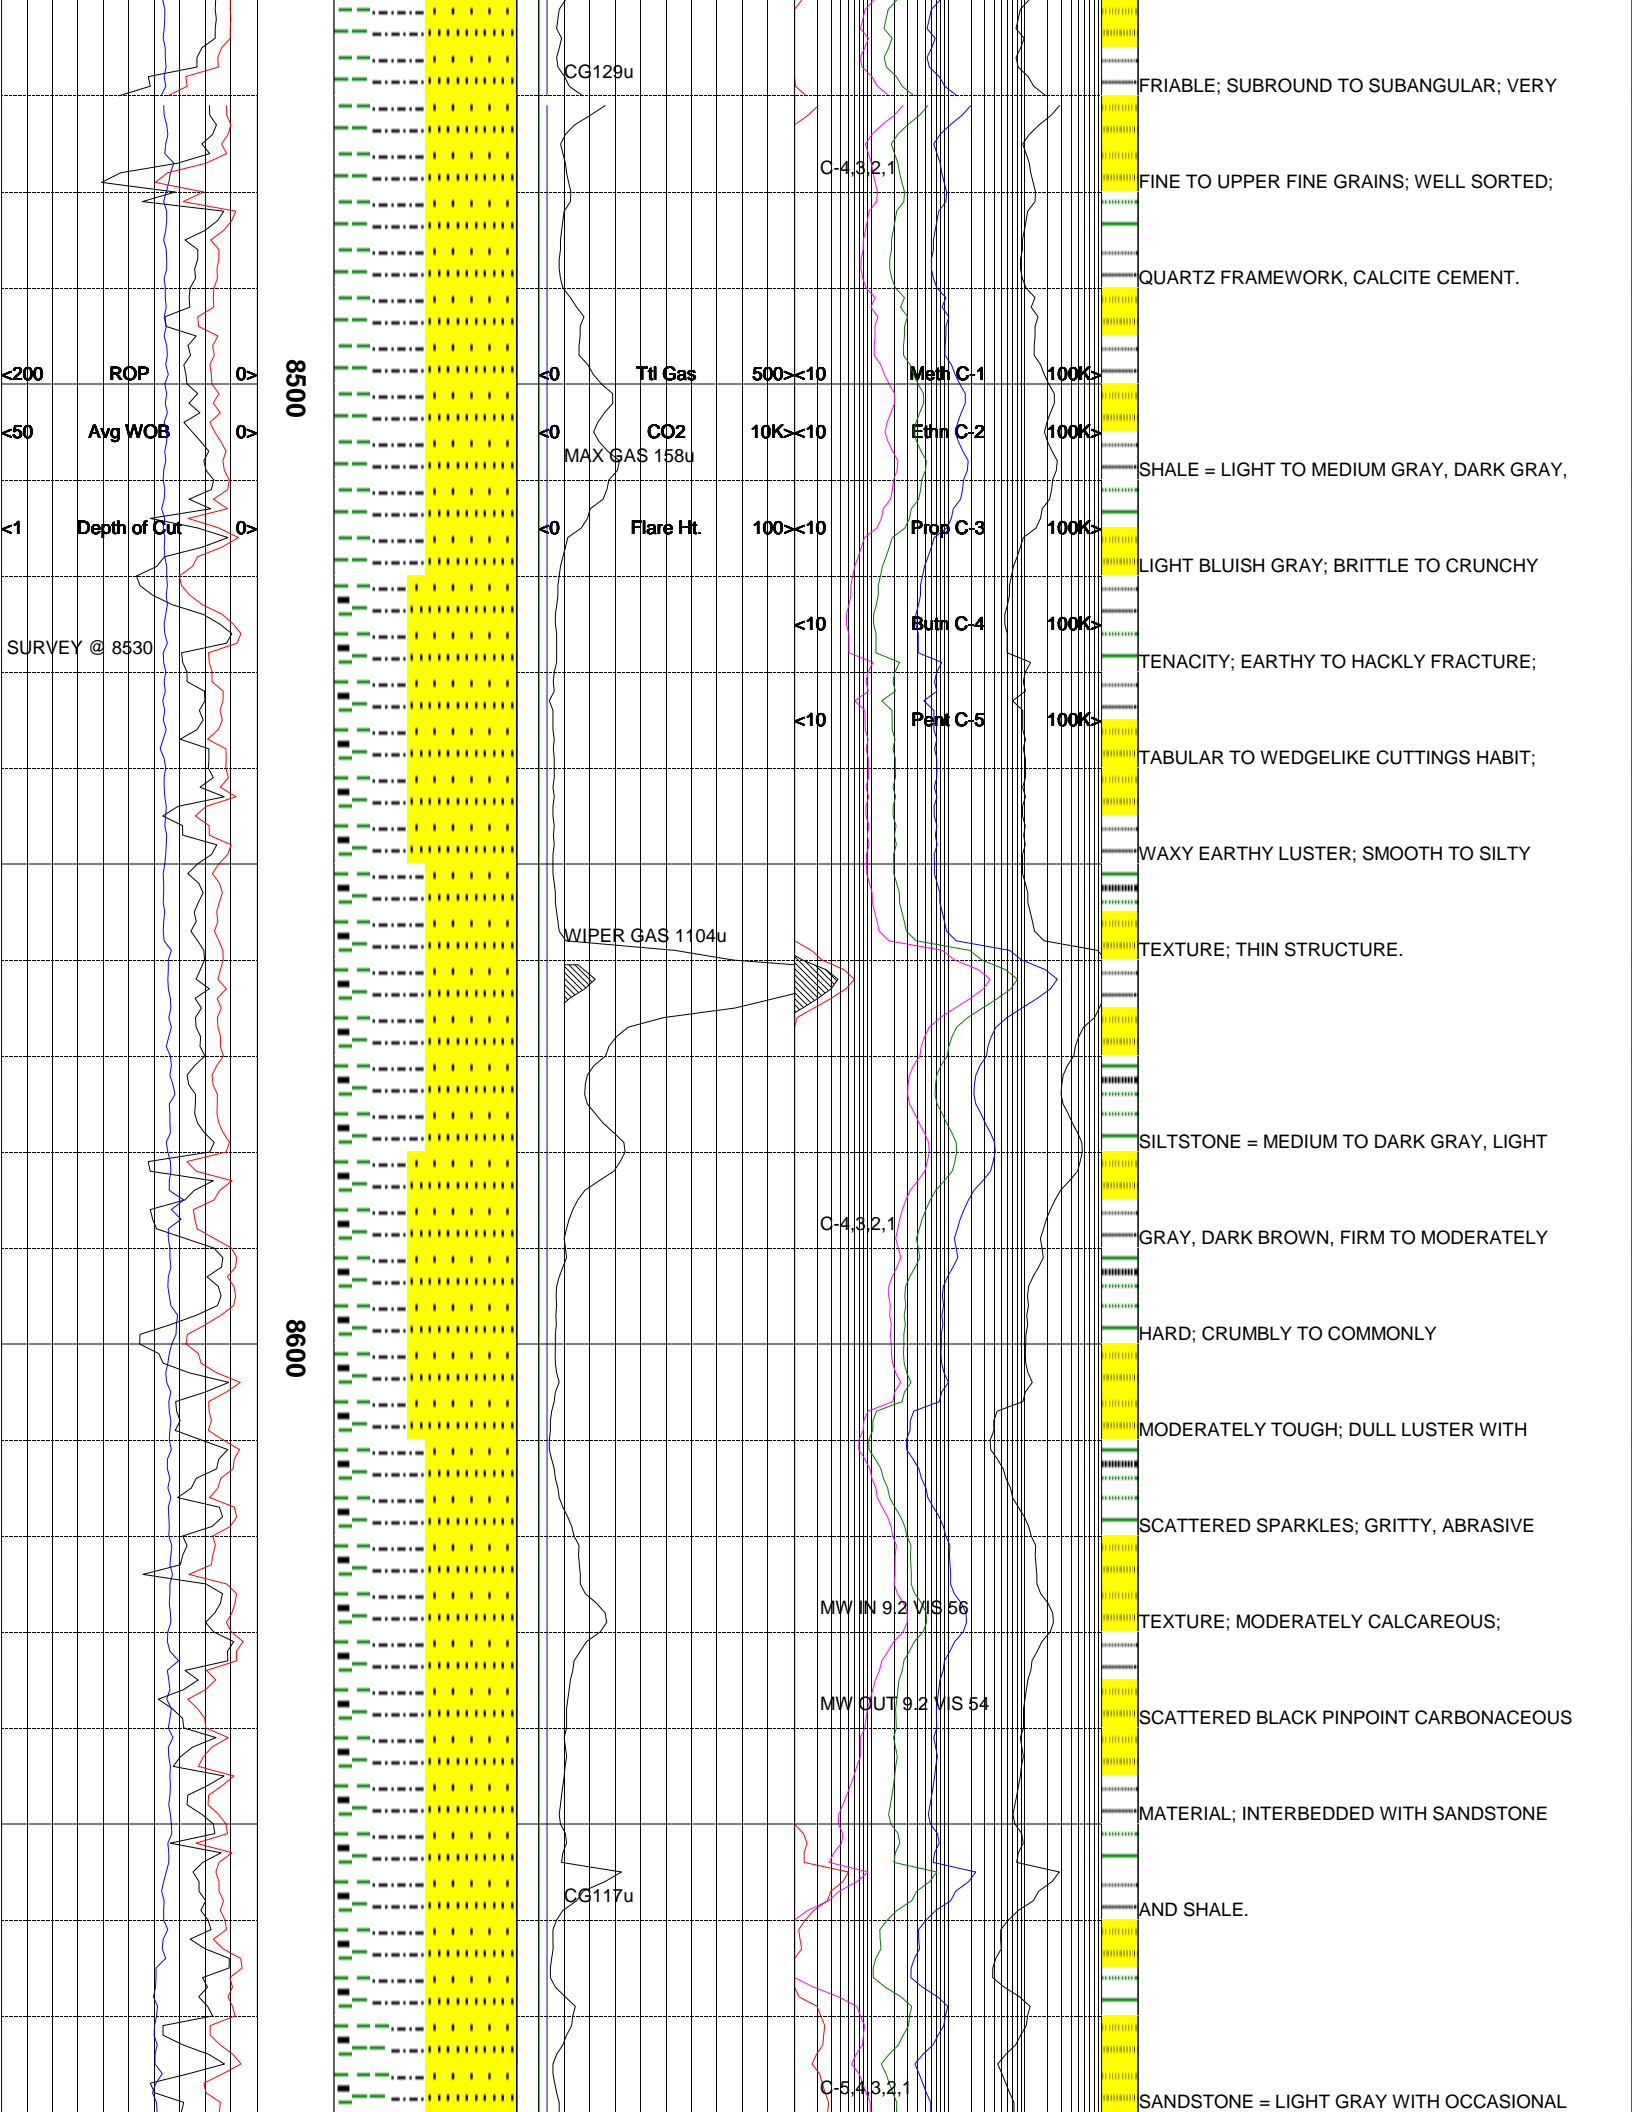 CG129u
FRIABLE; SUBROUND TO SUBANGULAR; VERY
C-4,3,2,1
FINE TO UPPER FINE GRAINS; WELL SORTED;
QUARTZ FRAMEWORK, CALCITE CEMENT.
<200 ROP 0> 8500 <0 Ttl Gas 500><10 Meth C-1 100K>
<50 Avg WOB 0> <0 CO2 10K><10 Ethn C-2 100K>
MAX GAS 158u
SHALE = LIGHT TO MEDIUM GRAY, DARK GRAY,
<1 Depth of Cut 0> <0 Flare Ht. 100><10 Prop C-3 100K>
LIGHT BLUISH GRAY; BRITTLE TO CRUNCHY
<10 Butn C-4 100K>
SURVEY @ 8530
TENACITY; EARTHY TO HACKLY FRACTURE;
<10 Pent C-5 100K>
TABULAR TO WEDGELIKE CUTTINGS HABIT;
WAXY EARTHY LUSTER; SMOOTH TO SILTY
WIPER GAS 1104u
TEXTURE; THIN STRUCTURE.
SILTSTONE = MEDIUM TO DARK GRAY, LIGHT
C-4,3,2,1
GRAY, DARK BROWN, FIRM TO MODERATELY
8600
HARD; CRUMBLY TO COMMONLY
MODERATELY TOUGH; DULL LUSTER WITH
SCATTERED SPARKLES; GRITTY, ABRASIVE
MW IN 9.2 VIS 56
TEXTURE; MODERATELY CALCAREOUS;
MW OUT 9.2 VIS 54
SCATTERED BLACK PINPOINT CARBONACEOUS
MATERIAL; INTERBEDDED WITH SANDSTONE
CG117u
AND SHALE.
C-5,4,3,2,1
SANDSTONE = LIGHT GRAY WITH OCCASIONAL